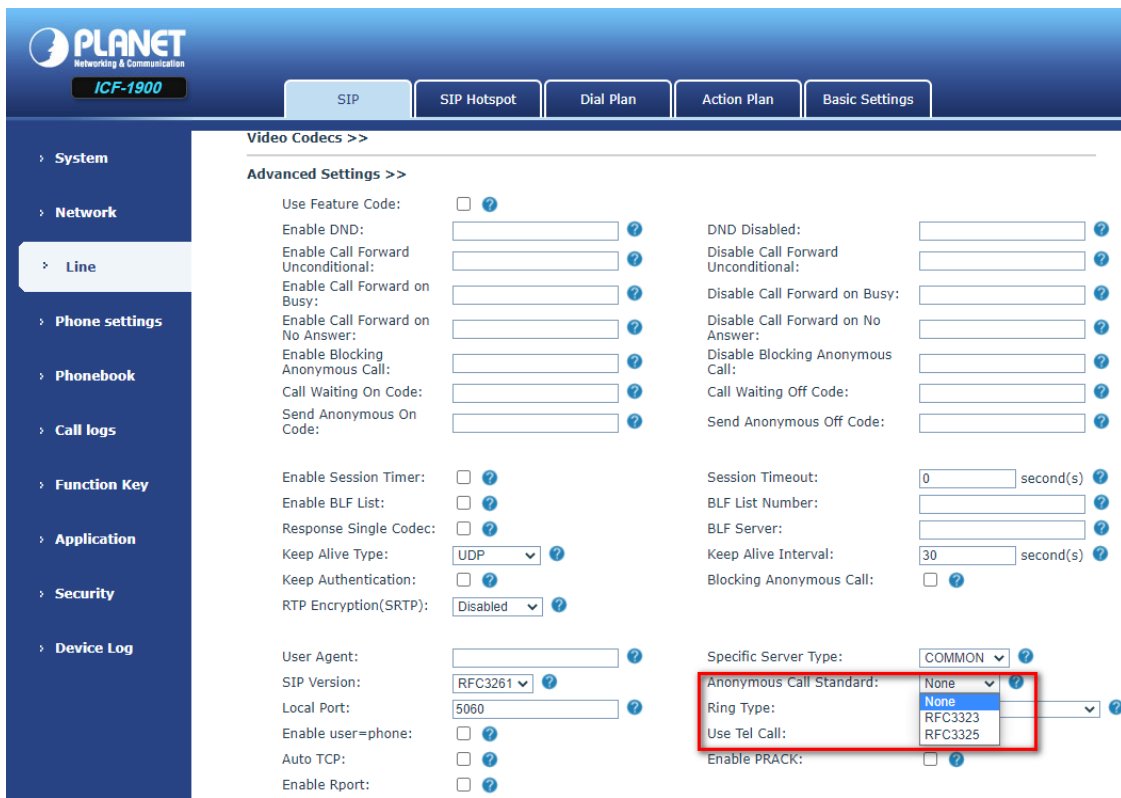 PLANET
Networking & Communication
ICF-1900
SIP
SIP Hotspot
Dial Plan
Action Plan
Basic Settings
› System
› Network
› Line
› Phone settings
› Phonebook
› Call logs
› Function Key
› Application
› Security
› Device Log
Video Codecs >>
Advanced Settings >>
Use Feature Code: ?
Enable DND: ? DND Disabled: ?
Enable Call Forward
Unconditional: ? Disable Call Forward
Unconditional: ?
Enable Call Forward on
Busy: ? Disable Call Forward on Busy: ?
Enable Call Forward on
No Answer: ? Disable Call Forward on No
Answer: ?
Enable Blocking
Anonymous Call: ? Disable Blocking Anonymous
Call: ?
Call Waiting On Code: ? Call Waiting Off Code: ?
Send Anonymous On
Code: ? Send Anonymous Off Code: ?
Enable Session Timer: ? Session Timeout: 0 second(s) ?
Enable BLF List: ? BLF List Number: ?
Response Single Codec: ? BLF Server: ?
Keep Alive Type: UDP ? Keep Alive Interval: 30 second(s) ?
Keep Authentication: ? Blocking Anonymous Call: ?
RTP Encryption(SRTP): Disabled ?
User Agent: ? Specific Server Type: COMMON ?
SIP Version: RFC3261 ? Anonymous Call Standard: None ?
Local Port: 5060 ? Ring Type: None ?
RFC3323
Enable user=phone: ? Use Tel Call: RFC3325
Auto TCP: ? Enable PRACK: ?
Enable Rport: ?